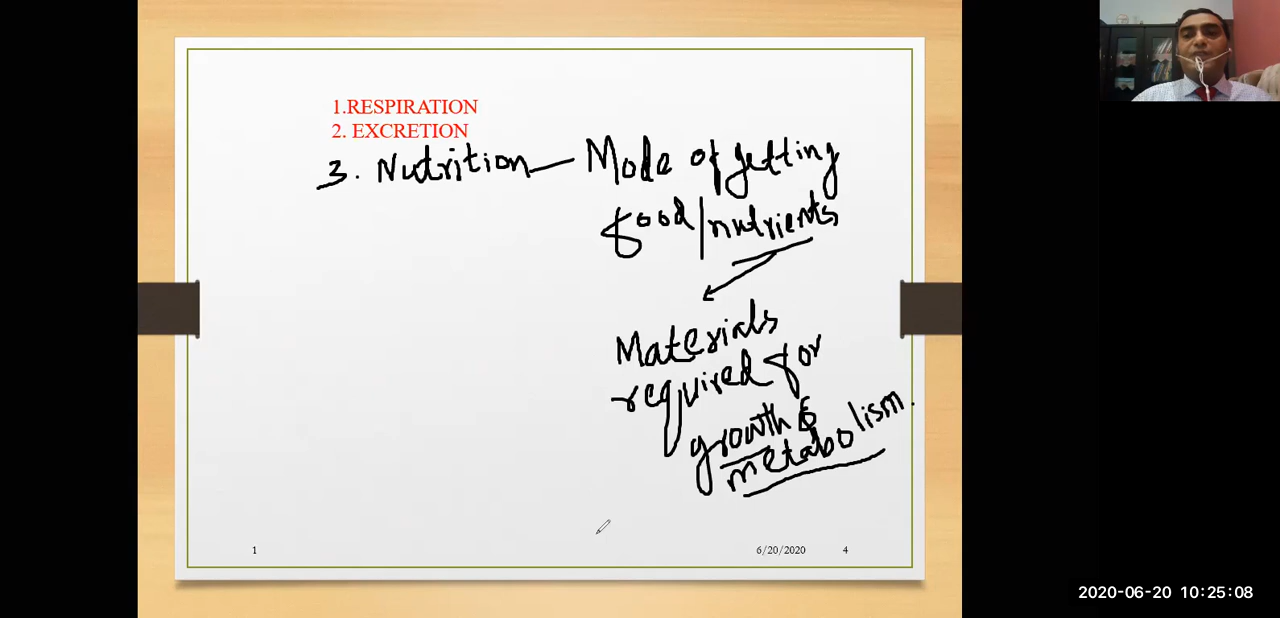 1.RESPIRATION
2. EXCRETION
3. Nutrition — Mode of getting
food/nutrients
Materials
required for
growth &
metabolism.
1
6/20/2020
4
2020-06-20 10:25:08